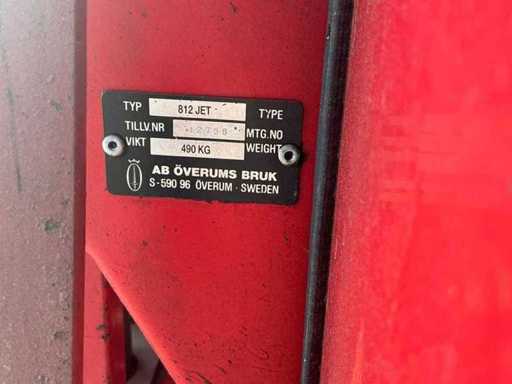 TYP 812 JET TYPE
TILLV.NR MTG.NO
VIKT 490 KG WEIGHT
AB ÖVERUMS BRUK
S-590 96 ÖVERUM · SWEDEN